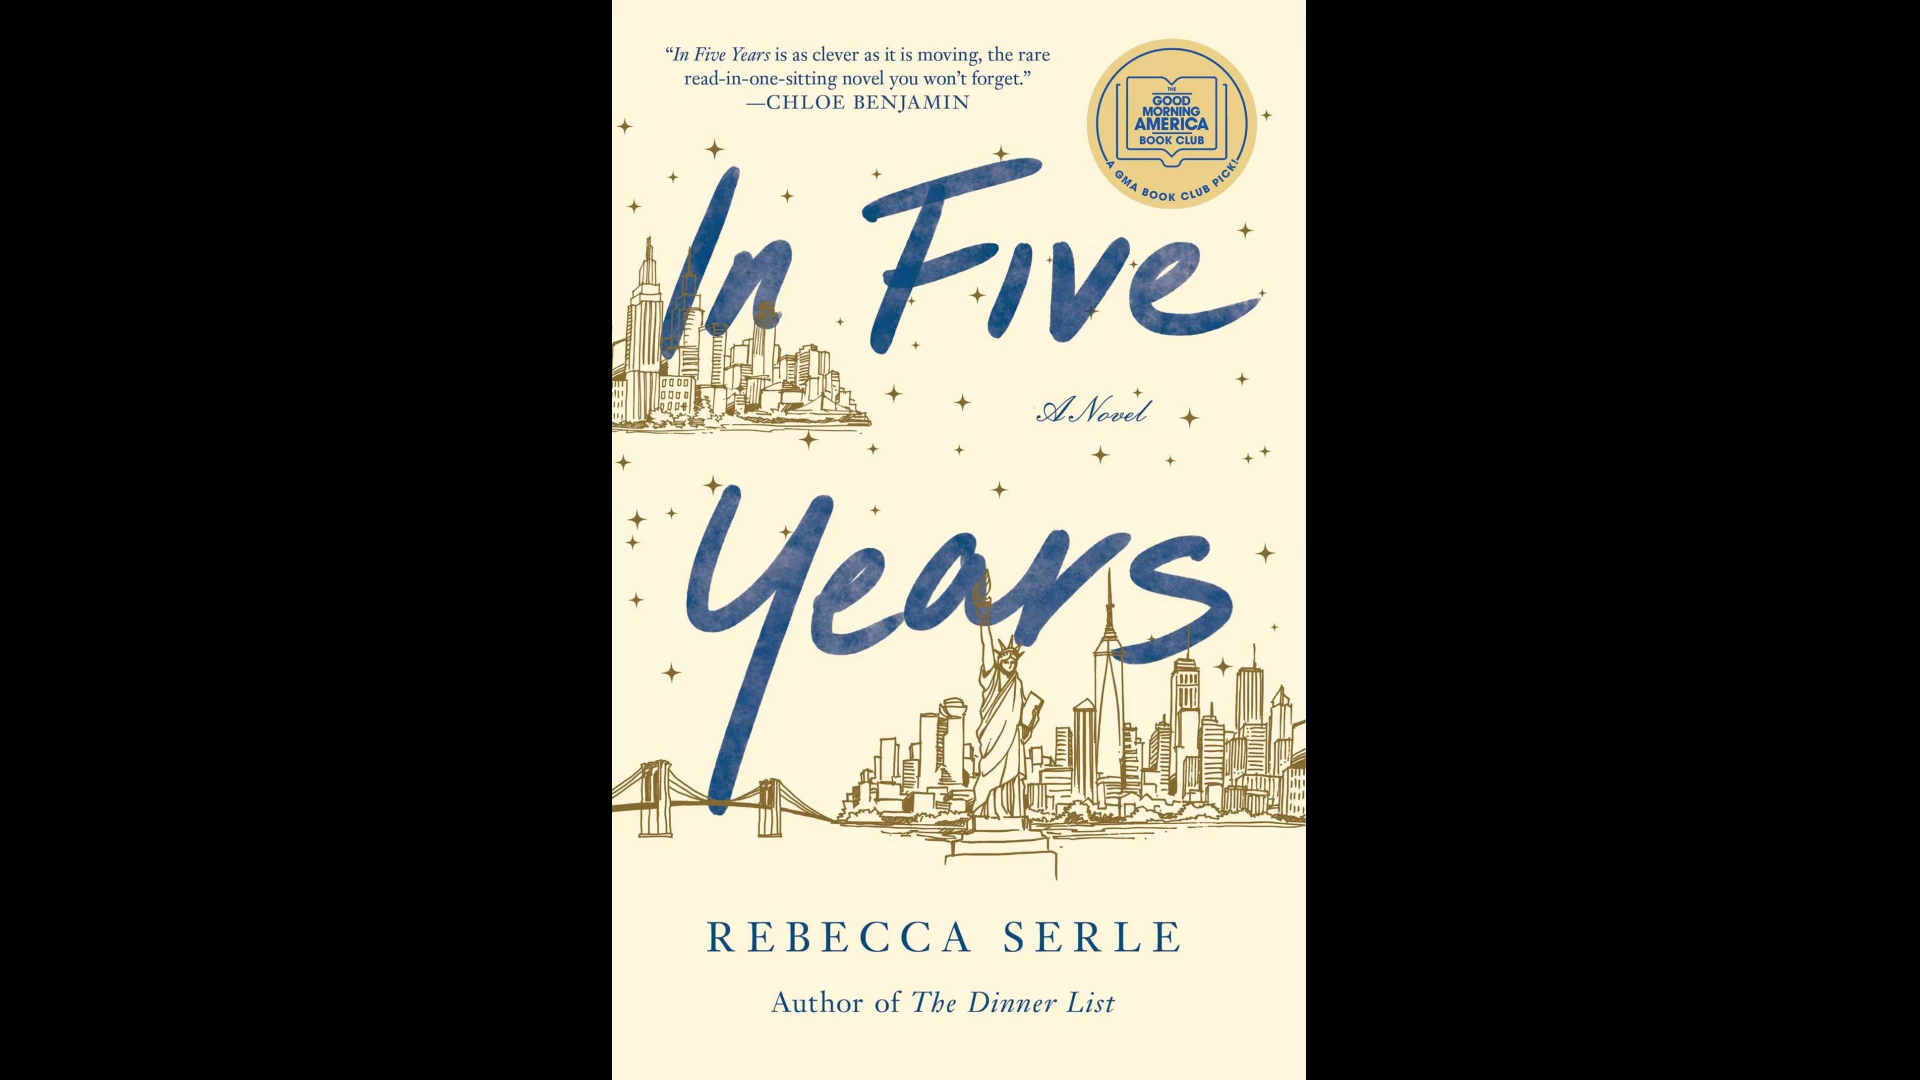 “In Five Years is as clever as it is moving, the rare
read-in-one-sitting novel you won’t forget.”
—CHLOE BENJAMIN
THE
GOOD
MORNING
AMERICA
BOOK CLUB
A GMA BOOK CLUB PICK!
In Five
A Novel
Years
REBECCA SERLE
Author of The Dinner List